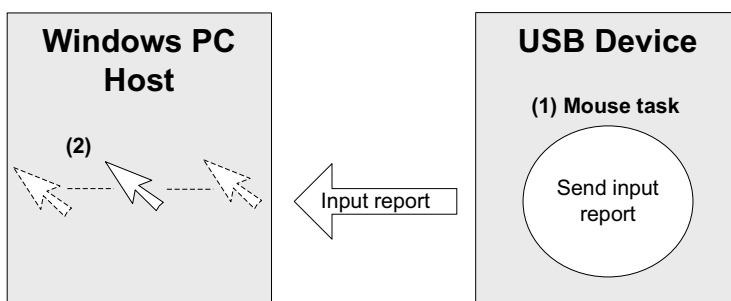 Windows PC
Host
(2)
Input report
USB Device
(1) Mouse task
Send input
report